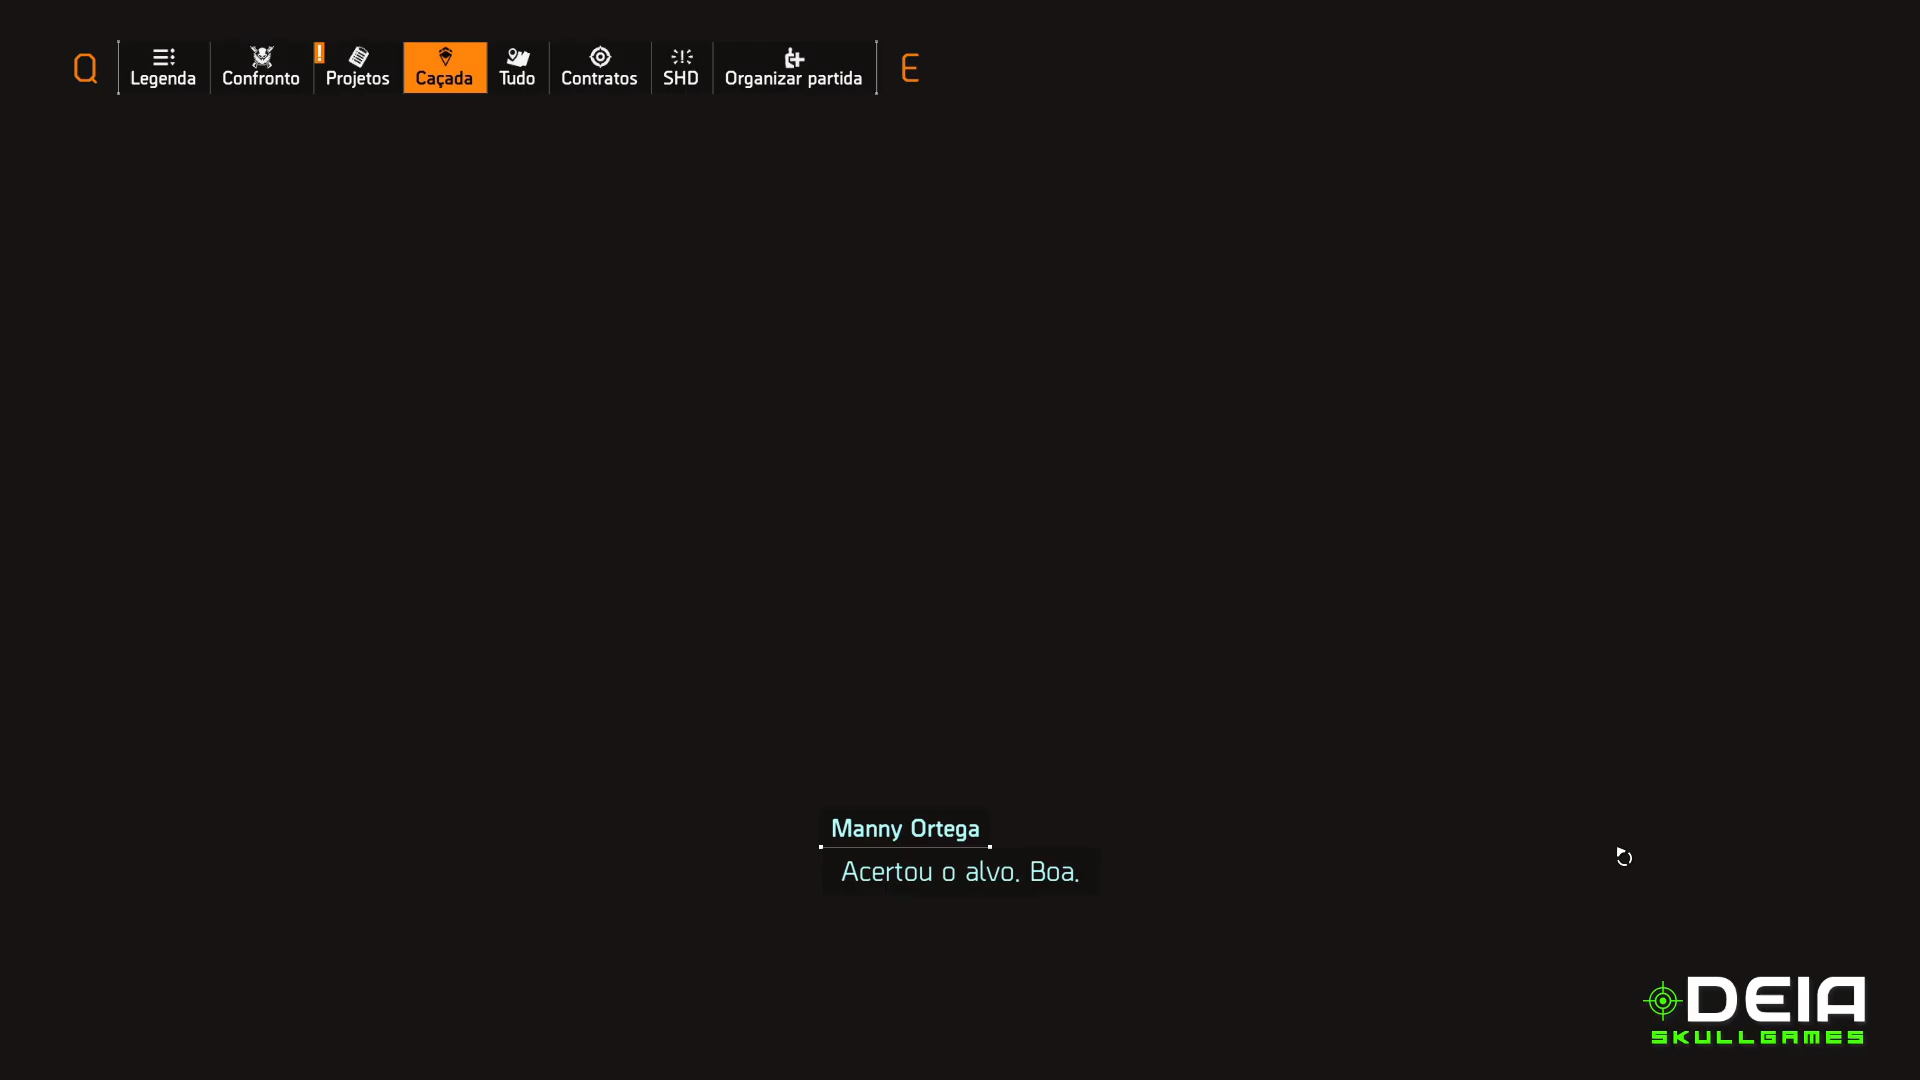 Q
Legenda
Confronto
!
Projetos
Caçada
Tudo
Contratos
SHD
Organizar partida
E
Manny Ortega
Acertou o alvo. Boa.
DEIA
SKULLGAMES